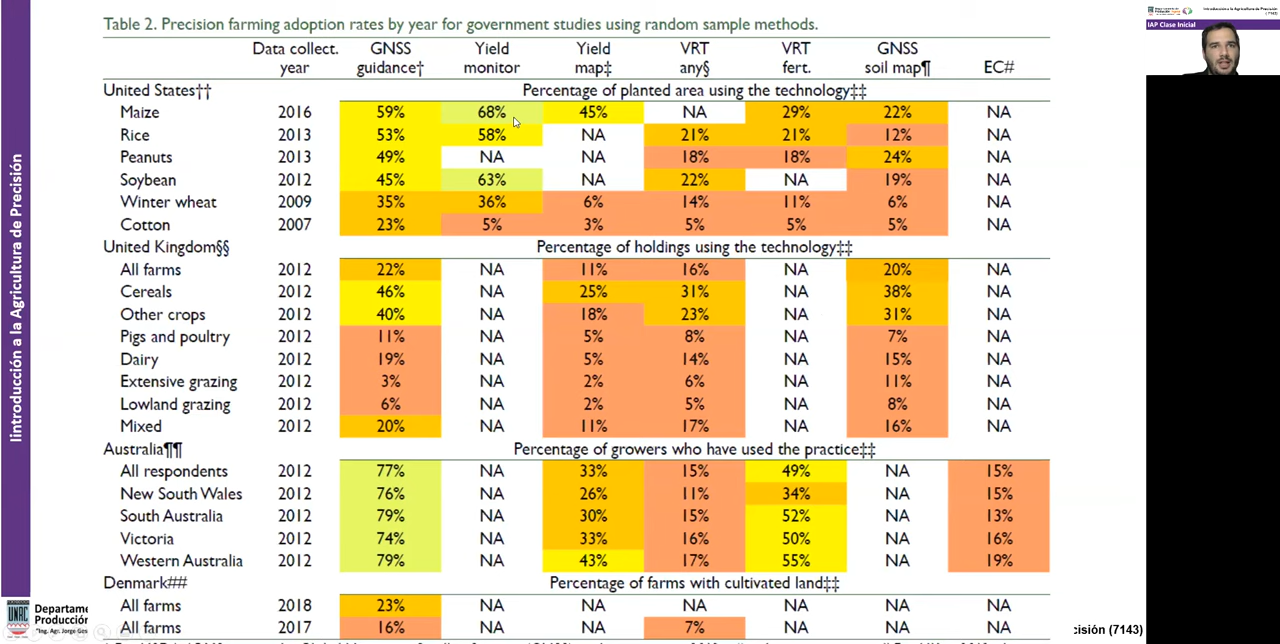 Iintroducción a la Agricultura de Precisión
Table 2. Precision farming adoption rates by year for government studies using random sample methods.
Data collect. year GNSS guidance† Yield monitor Yield map‡ VRT any§ VRT fert. GNSS soil map¶ EC#
United States†† Percentage of planted area using the technology‡‡
Maize 2016 59% 68% 45% NA 29% 22% NA
Rice 2013 53% 58% NA 21% 21% 12% NA
Peanuts 2013 49% NA NA 18% 18% 24% NA
Soybean 2012 45% 63% NA 22% NA 19% NA
Winter wheat 2009 35% 36% 6% 14% 11% 6% NA
Cotton 2007 23% 5% 3% 5% 5% 5% NA
United Kingdom§§ Percentage of holdings using the technology‡‡
All farms 2012 22% NA 11% 16% NA 20% NA
Cereals 2012 46% NA 25% 31% NA 38% NA
Other crops 2012 40% NA 18% 23% NA 31% NA
Pigs and poultry 2012 11% NA 5% 8% NA 7% NA
Dairy 2012 19% NA 5% 14% NA 15% NA
Extensive grazing 2012 3% NA 2% 6% NA 11% NA
Lowland grazing 2012 6% NA 2% 5% NA 8% NA
Mixed 2012 20% NA 11% 17% NA 16% NA
Australia¶¶ Percentage of growers who have used the practice‡‡
All respondents 2012 77% NA 33% 15% 49% NA 15%
New South Wales 2012 76% NA 26% 11% 34% NA 15%
South Australia 2012 79% NA 30% 15% 52% NA 13%
Victoria 2012 74% NA 33% 16% 50% NA 16%
Western Australia 2012 79% NA 43% 17% 55% NA 19%
Denmark## Percentage of farms with cultivated land‡‡
All farms 2018 23% NA NA NA NA NA NA
All farms 2017 16% NA NA 7% NA NA NA
UNRC
Departame
Producción
"Ing. Agr. Jorge Gos
cisión (7143)
Introducción a la Agricultura de Precisión
(7143)
IAP Clase Inicial